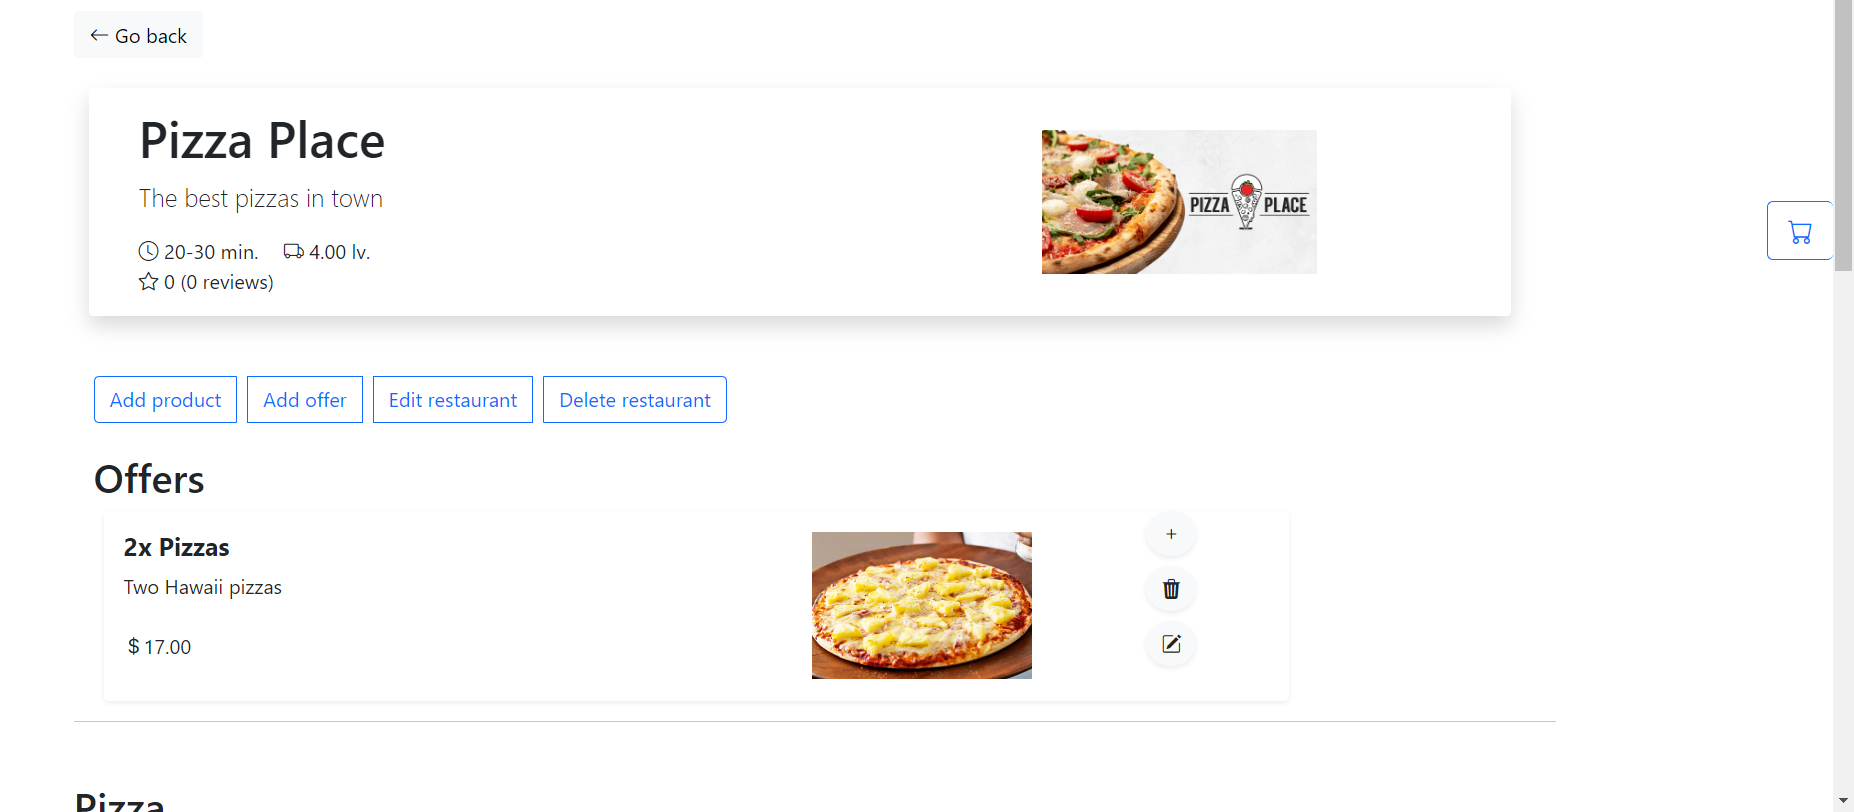 Go back
Pizza Place
The best pizzas in town
20-30 min. 4.00 lv.
0 (0 reviews)
PIZZA PLACE
Add product Add offer Edit restaurant Delete restaurant
Offers
2x Pizzas
Two Hawaii pizzas
$ 17.00
Pizza